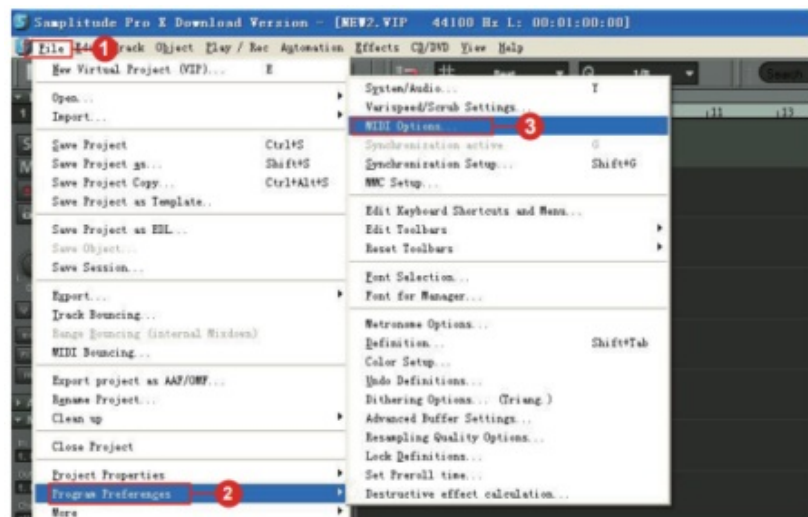 Samplitude Pro X Download Version - [NEW2.VIP 44100 Hz L: 00:01:00:00]
File Track Object Play / Rec Automation Effects CD/DVD View Help
1
New Virtual Project (VIP)... E
Open...
Import...
Save Project Ctrl+S
Save Project as... Shift+S
Save Project Copy... Ctrl+Alt+S
Save Project as Template..
Save Project as EDL...
Save Object...
Save Session...
Export...
Track Bouncing...
Range Bouncing (internal Mixdown)
MIDI Bouncing...
Export project as AAF/OMF...
Rename Project...
Clean up
Close Project
Project Properties
Program Preferences
2
More
System/Audio... Y
Varispeed/Scrub Settings...
MIDI Options...
3
Synchronization active G
Synchronization Setup... Shift+G
MMC Setup...
Edit Keyboard Shortcuts and Menu...
Edit Toolbars
Reset Toolbars
Font Selection...
Font for Manager...
Metronome Options...
Definition... Shift+Tab
Color Setup...
Undo Definitions...
Dithering Options... (Triang.)
Advanced Buffer Settings...
Resampling Quality Options...
Lock Definitions...
Set Preroll time...
Destructive effect calculation...
Search
11
13